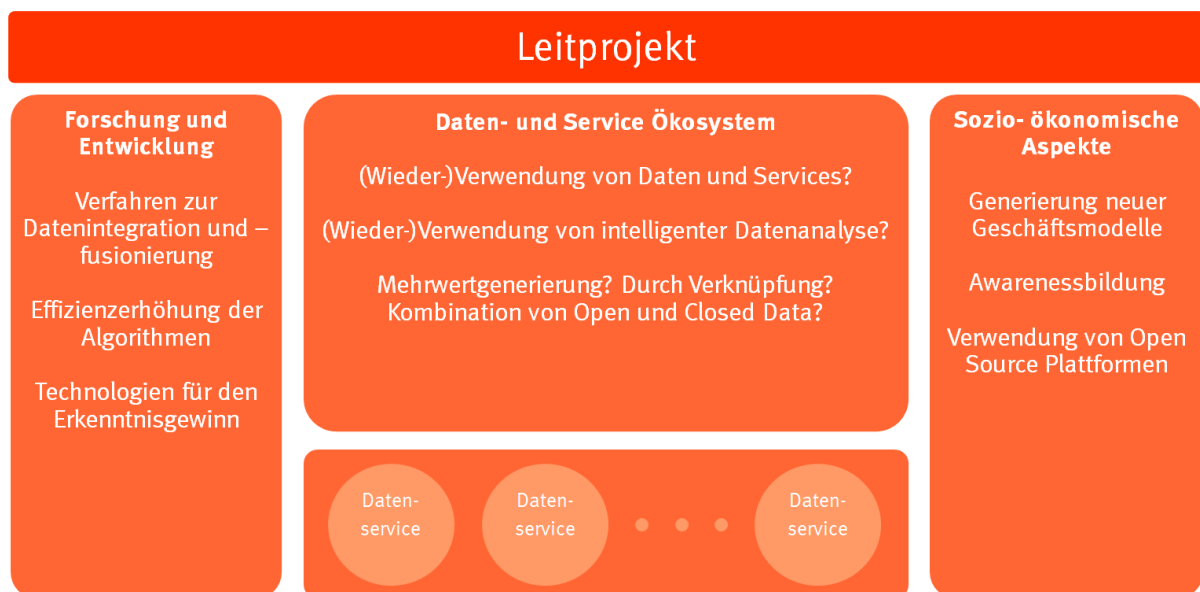 Leitprojekt
Forschung und
Entwicklung
Verfahren zur
Datenintegration und –
fusionierung
Effizienzerhöhung der
Algorithmen
Technologien für den
Erkenntnisgewinn
Daten- und Service Ökosystem
(Wieder-)Verwendung von Daten und Services?
(Wieder-)Verwendung von intelligenter Datenanalyse?
Mehrwertgenerierung? Durch Verknüpfung?
Kombination von Open und Closed Data?
Daten-
service
Daten-
service
Daten-
service
Sozio- ökonomische
Aspekte
Generierung neuer
Geschäftsmodelle
Awarenessbildung
Verwendung von Open
Source Plattformen